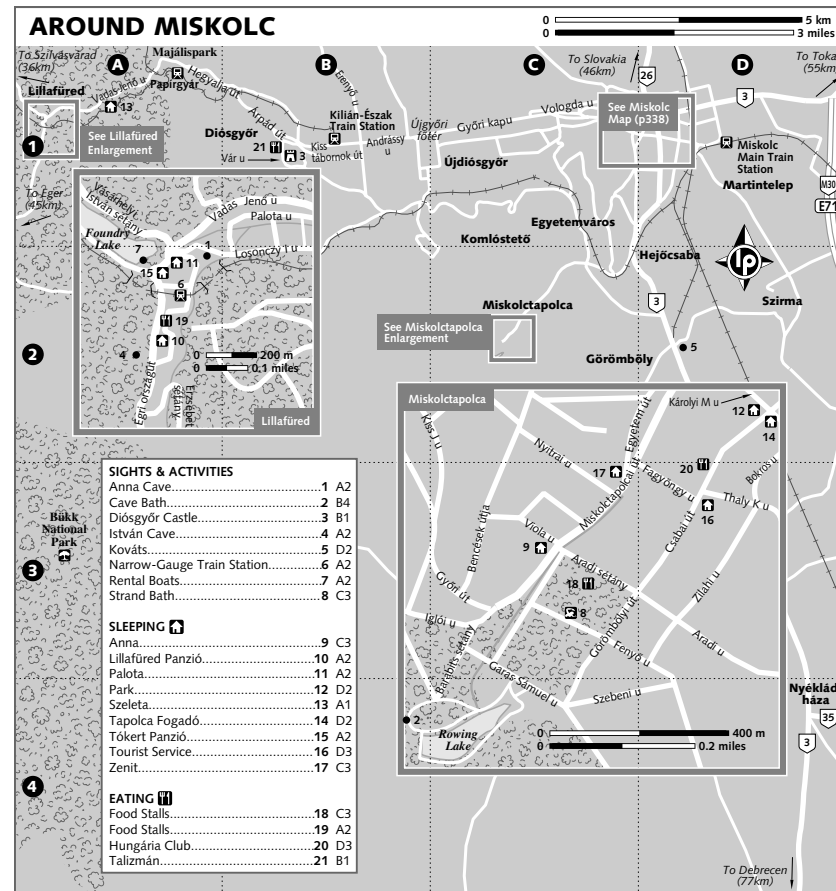 AROUND MISKOLC
0 5 km
0 3 miles
To Szilvásvárad
(36km)
A
Majálispark
Papírgyár
B
To Slovakia
(46km)
26
C
D
To Toka
(55km)
3
Lillafüred
Vadas Jenő u
13
Hegyalja út
Erenyő u
Árpád út
Kilián-Észak
Train Station
Újgyőri
főtér
Győri kapu
Vologda u
See Miskolc
Map (p338)
See Lillafüred
Enlargement
1
Diósgyőr
21
Vár u
3
Kiss
tábornok út
Andrássy
u
Újdiósgyőr
Miskolc
Main Train
Station
Martintelep
M30
E71
To Eger
(45km)
Vásárhelyi
István sétány
Vadas Jenő u
Palota u
Foundry
Lake
7
1
Losonczy I u
11
15
6
19
10
4
0 200 m
0 0.1 miles
Egri országút
Erzsébet
sétány
Lillafüred
Egyetemváros
Komlóstető
Hejőcsaba
lp
3
Szirma
Miskolctapolca
See Miskolctapolca
Enlargement
2
Görömböly
5
Miskolctapolca
Károlyi M u
12
14
Kiss J u
Nyitrai u
Egyetemi út
Miskolctapolcai út
17
20
Bokros u
Fagyöngy u
Thaly K u
16
Bencések útja
Viola u
9
Csabai út
Aradi sétány
18
8
Zilahi u
Győri út
Iglói u
Görömbölyi út
Fenyő u
Aradi u
Barabits sétány
Garas Sámuel u
Szebeni u
2
Rowing
Lake
0 400 m
0 0.2 miles
Bükk
National
Park
3
4
SIGHTS & ACTIVITIES
Anna Cave 1 A2
Cave Bath 2 B4
Diósgyőr Castle 3 B1
István Cave 4 A2
Kováts 5 D2
Narrow-Gauge Train Station 6 A2
Rental Boats 7 A2
Strand Bath 8 C3
SLEEPING
Anna 9 C3
Lillafüred Panzió 10 A2
Palota 11 A2
Park 12 D2
Szeleta 13 A1
Tapolca Fogadó 14 D2
Tókert Panzió 15 A2
Tourist Service 16 D3
Zenit 17 C3
EATING
Food Stalls 18 C3
Food Stalls 19 A2
Hungária Club 20 D3
Talizmán 21 B1
Nyéklád
háza
35
3
To Debrecen
(77km)